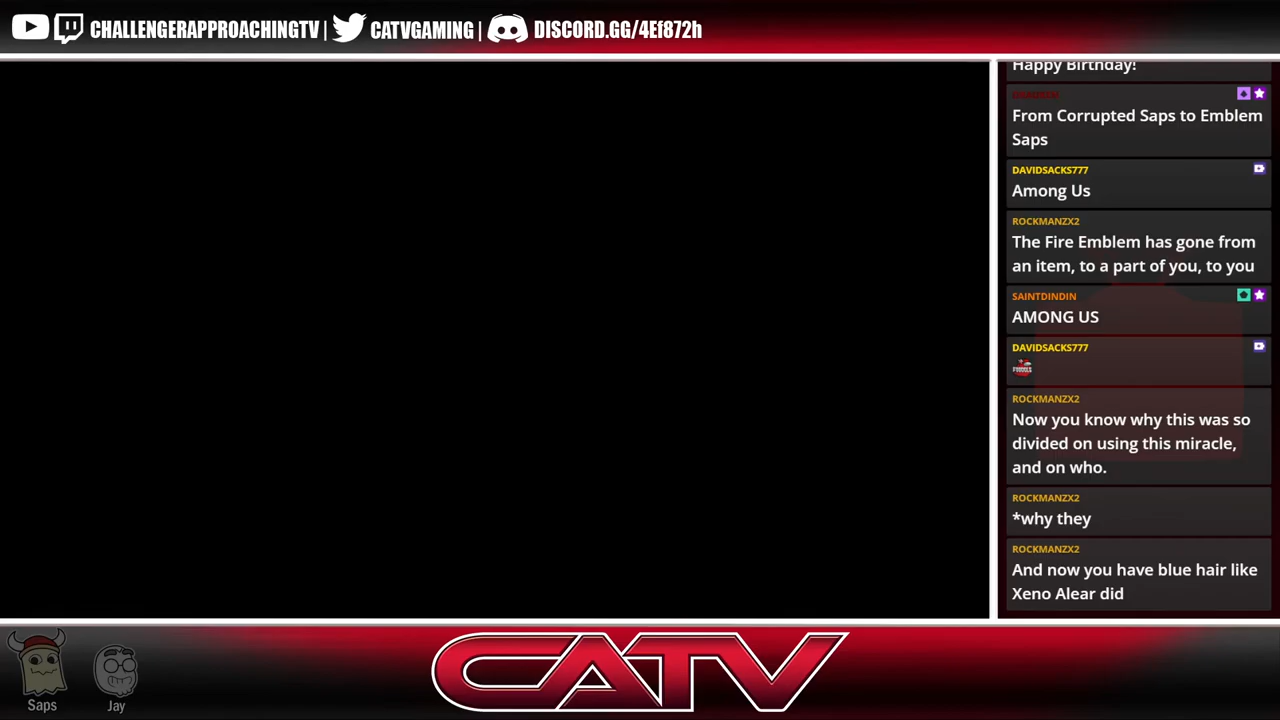 CHALLENGERAPPROACHINGTV | CATVGAMING | DISCORD.GG/4Ef872h
Happy Birthday!
From Corrupted Saps to Emblem
Saps
DAVIDSACKS777
Among Us
ROCKMANZX2
The Fire Emblem has gone from
an item, to a part of you, to you
SAINTDINDIN
AMONG US
DAVIDSACKS777
ROCKMANZX2
Now you know why this was so
divided on using this miracle,
and on who.
ROCKMANZX2
*why they
ROCKMANZX2
And now you have blue hair like
Xeno Alear did
CATV
Saps
Jay